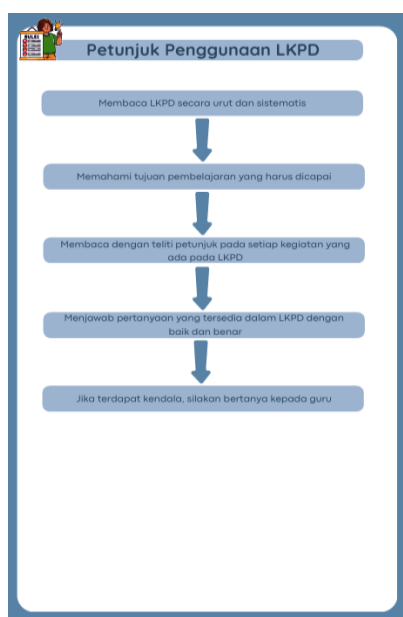 RULES
Petunjuk Penggunaan LKPD
Membaca LKPD secara urut dan sistematis
Memahami tujuan pembelajaran yang harus dicapai
Membaca dengan teliti petunjuk pada setiap kegiatan yang
ada pada LKPD
Menjawab pertanyaan yang tersedia dalam LKPD dengan
baik dan benar
Jika terdapat kendala, silakan bertanya kepada guru